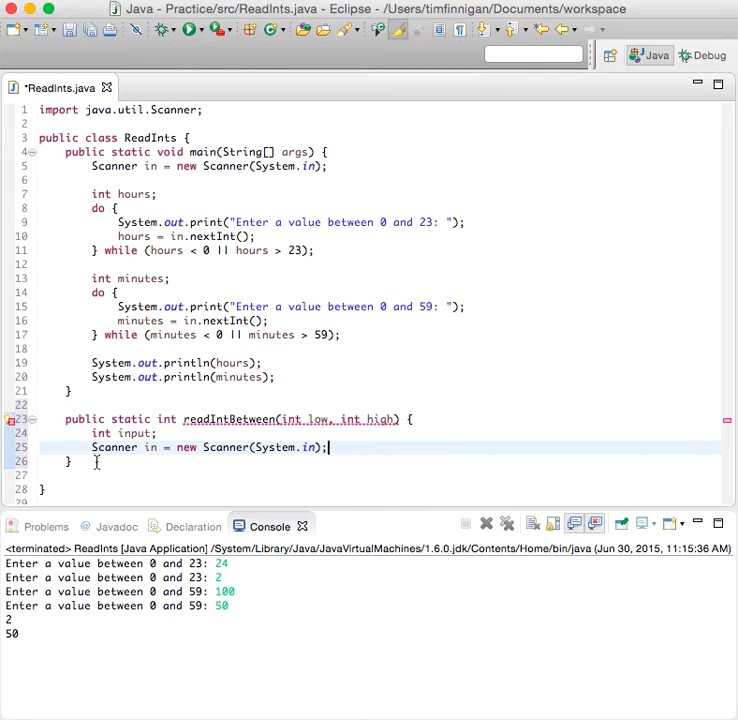 Java - Practice/src/ReadInts.java - Eclipse - /Users/timfinnigan/Documents/workspace
Java Debug
*ReadInts.java
1 import java.util.Scanner;
2
3 public class ReadInts {
4 public static void main(String[] args) {
5 Scanner in = new Scanner(System.in);
6
7 int hours;
8 do {
9 System.out.print("Enter a value between 0 and 23: ");
10 hours = in.nextInt();
11 } while (hours < 0 || hours > 23);
12
13 int minutes;
14 do {
15 System.out.print("Enter a value between 0 and 59: ");
16 minutes = in.nextInt();
17 } while (minutes < 0 || minutes > 59);
18
19 System.out.println(hours);
20 System.out.println(minutes);
21 }
22
23 public static int readIntBetween(int low, int high) {
24 int input;
25 Scanner in = new Scanner(System.in);
26 }
27
28 }
29
Problems Javadoc Declaration Console
<terminated> ReadInts [Java Application] /System/Library/Java/JavaVirtualMachines/1.6.0.jdk/Contents/Home/bin/java (Jun 30, 2015, 11:15:36 AM)
Enter a value between 0 and 23: 24
Enter a value between 0 and 23: 2
Enter a value between 0 and 59: 100
Enter a value between 0 and 59: 50
2
50